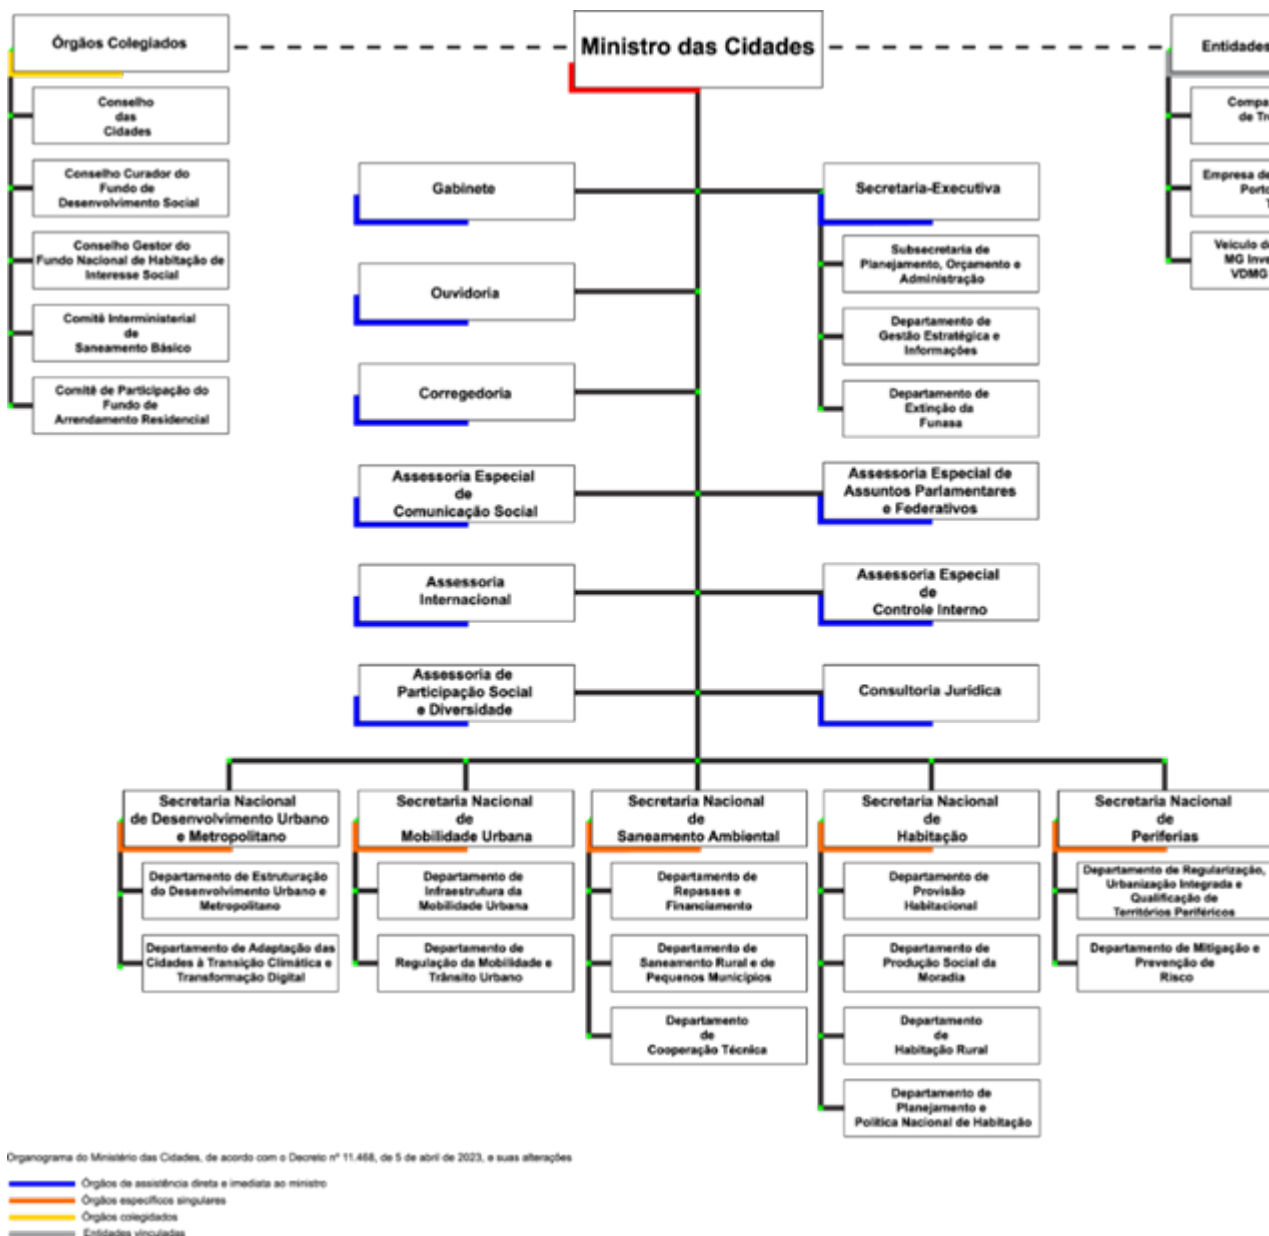 Órgãos Colegiados
Ministro das Cidades
Entidades
Conselho
das
Cidades
Conselho Curador do
Fundo de
Desenvolvimento Social
Conselho Gestor do
Fundo Nacional de Habitação de
Interesse Social
Comitê Interministerial
de
Saneamento Básico
Comitê de Participação do
Fundo de
Arrendamento Residencial
Gabinete
Ouvidoria
Corregedoria
Assessoria Especial
de
Comunicação Social
Assessoria
Internacional
Assessoria de
Participação Social
e Diversidade
Secretaria-Executiva
Subsecretaria de
Planejamento, Orçamento e
Administração
Departamento de
Gestão Estratégica e
Informações
Departamento de
Extinção da
Funasa
Assessoria Especial de
Assuntos Parlamentares
e Federativos
Assessoria Especial
de
Controle Interno
Consultoria Jurídica
Compa
de Tr
Empresa de
Porto
T
Veículo d
MG Inve
VDMG
Secretaria Nacional
de Desenvolvimento Urbano
e Metropolitano
Departamento de Estruturação
do Desenvolvimento Urbano e
Metropolitano
Departamento de Adaptação das
Cidades à Transição Climática e
Transformação Digital
Secretaria Nacional
de
Mobilidade Urbana
Departamento de
Infraestrutura da
Mobilidade Urbana
Departamento de
Regulação da Mobilidade e
Trânsito Urbano
Secretaria Nacional
de
Saneamento Ambiental
Departamento de
Repasses e
Financiamento
Departamento de
Saneamento Rural e de
Pequenos Municípios
Departamento
de
Cooperação Técnica
Secretaria Nacional
de
Habitação
Departamento de
Provisão
Habitacional
Departamento de
Produção Social da
Moradia
Departamento
de
Habitação Rural
Departamento de
Planejamento e
Política Nacional de Habitação
Secretaria Nacional
de
Periferias
Departamento de Regularização,
Urbanização Integrada e
Qualificação de
Territórios Periféricos
Departamento de Mitigação e
Prevenção de
Risco
Organograma do Ministério das Cidades, de acordo com o Decreto nº 11.468, de 5 de abril de 2023, e suas alterações
Órgãos de assistência direta e imediata ao ministro
Órgãos específicos singulares
Órgãos colegidados
Entidades vinculadas